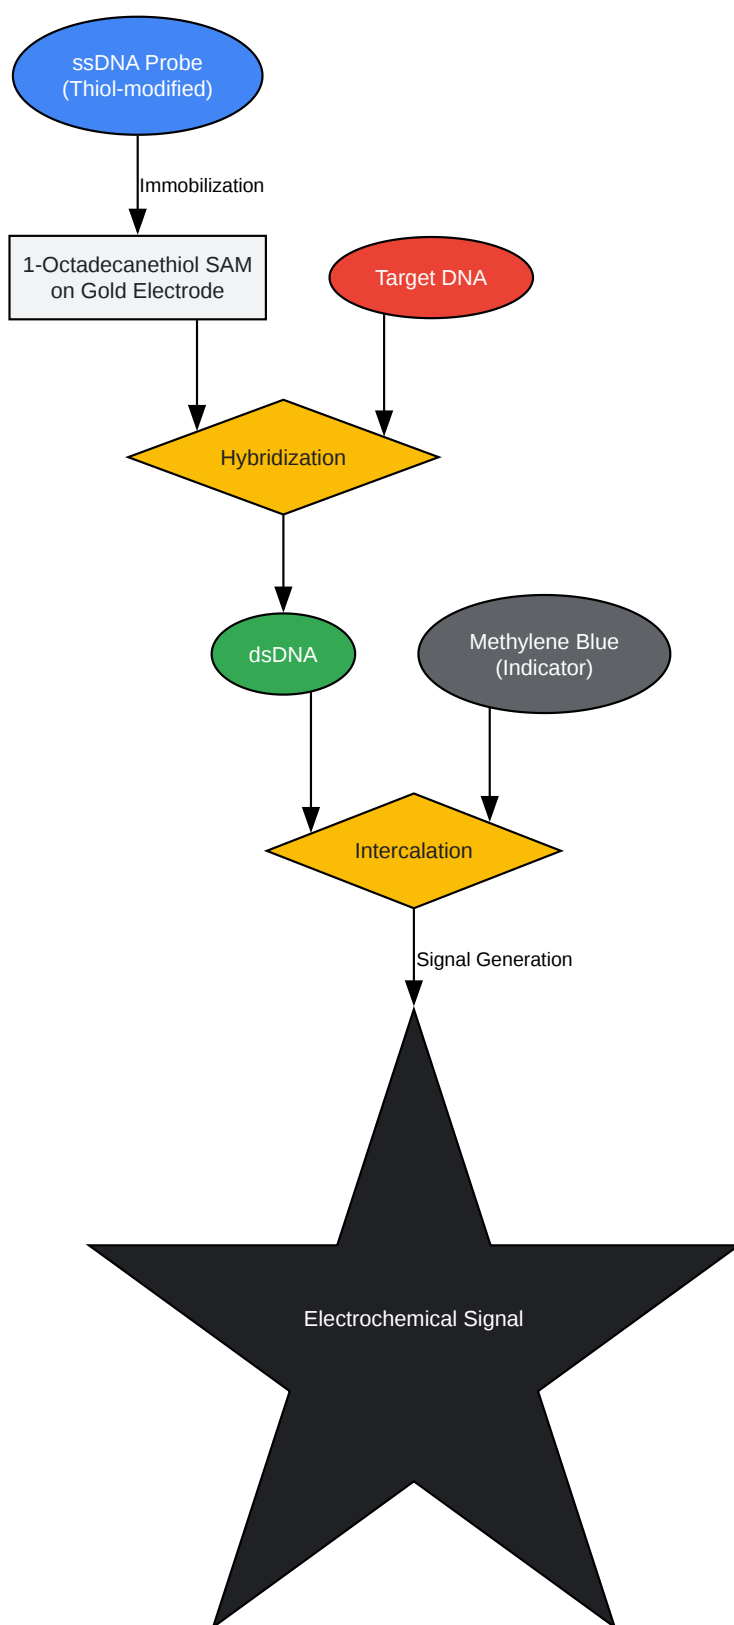 ssDNA Probe
(Thiol-modified)
Immobilization
1-Octadecanethiol SAM
on Gold Electrode
Target DNA
Hybridization
dsDNA
Methylene Blue
(Indicator)
Intercalation
Signal Generation
Electrochemical Signal